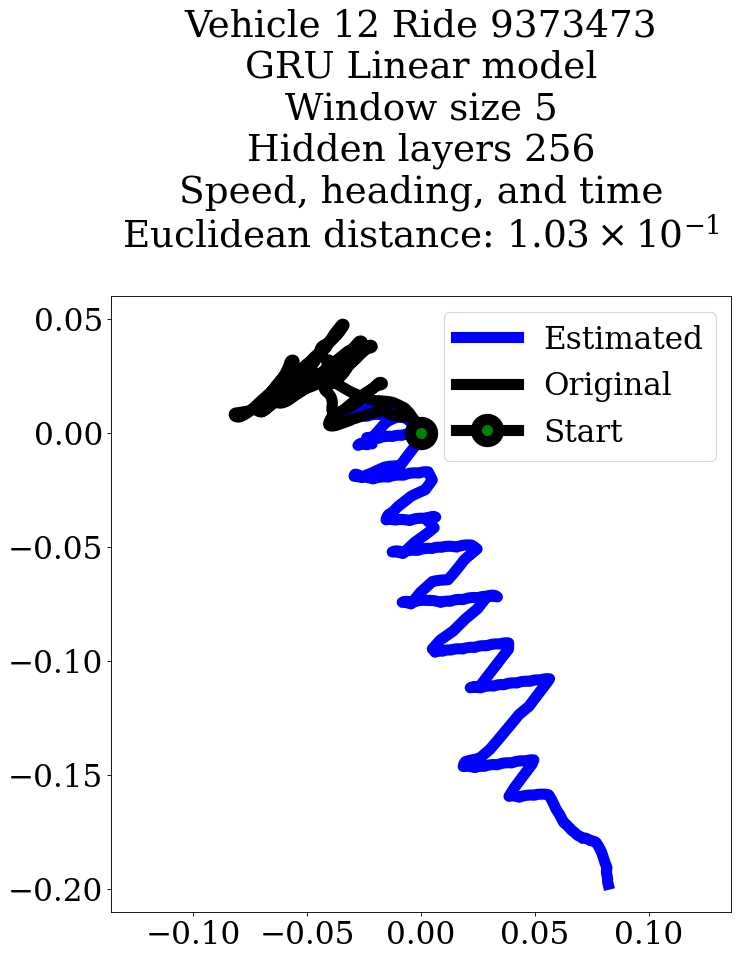 Vehicle 12 Ride 9373473
GRU Linear model
Window size 5
Hidden layers 256
Speed, heading, and time
Euclidean distance: 1.03 × 10⁻¹
Estimated
Original
Start
0.05
0.00
−0.05
−0.10
−0.15
−0.20
−0.10 −0.05 0.00 0.05 0.10